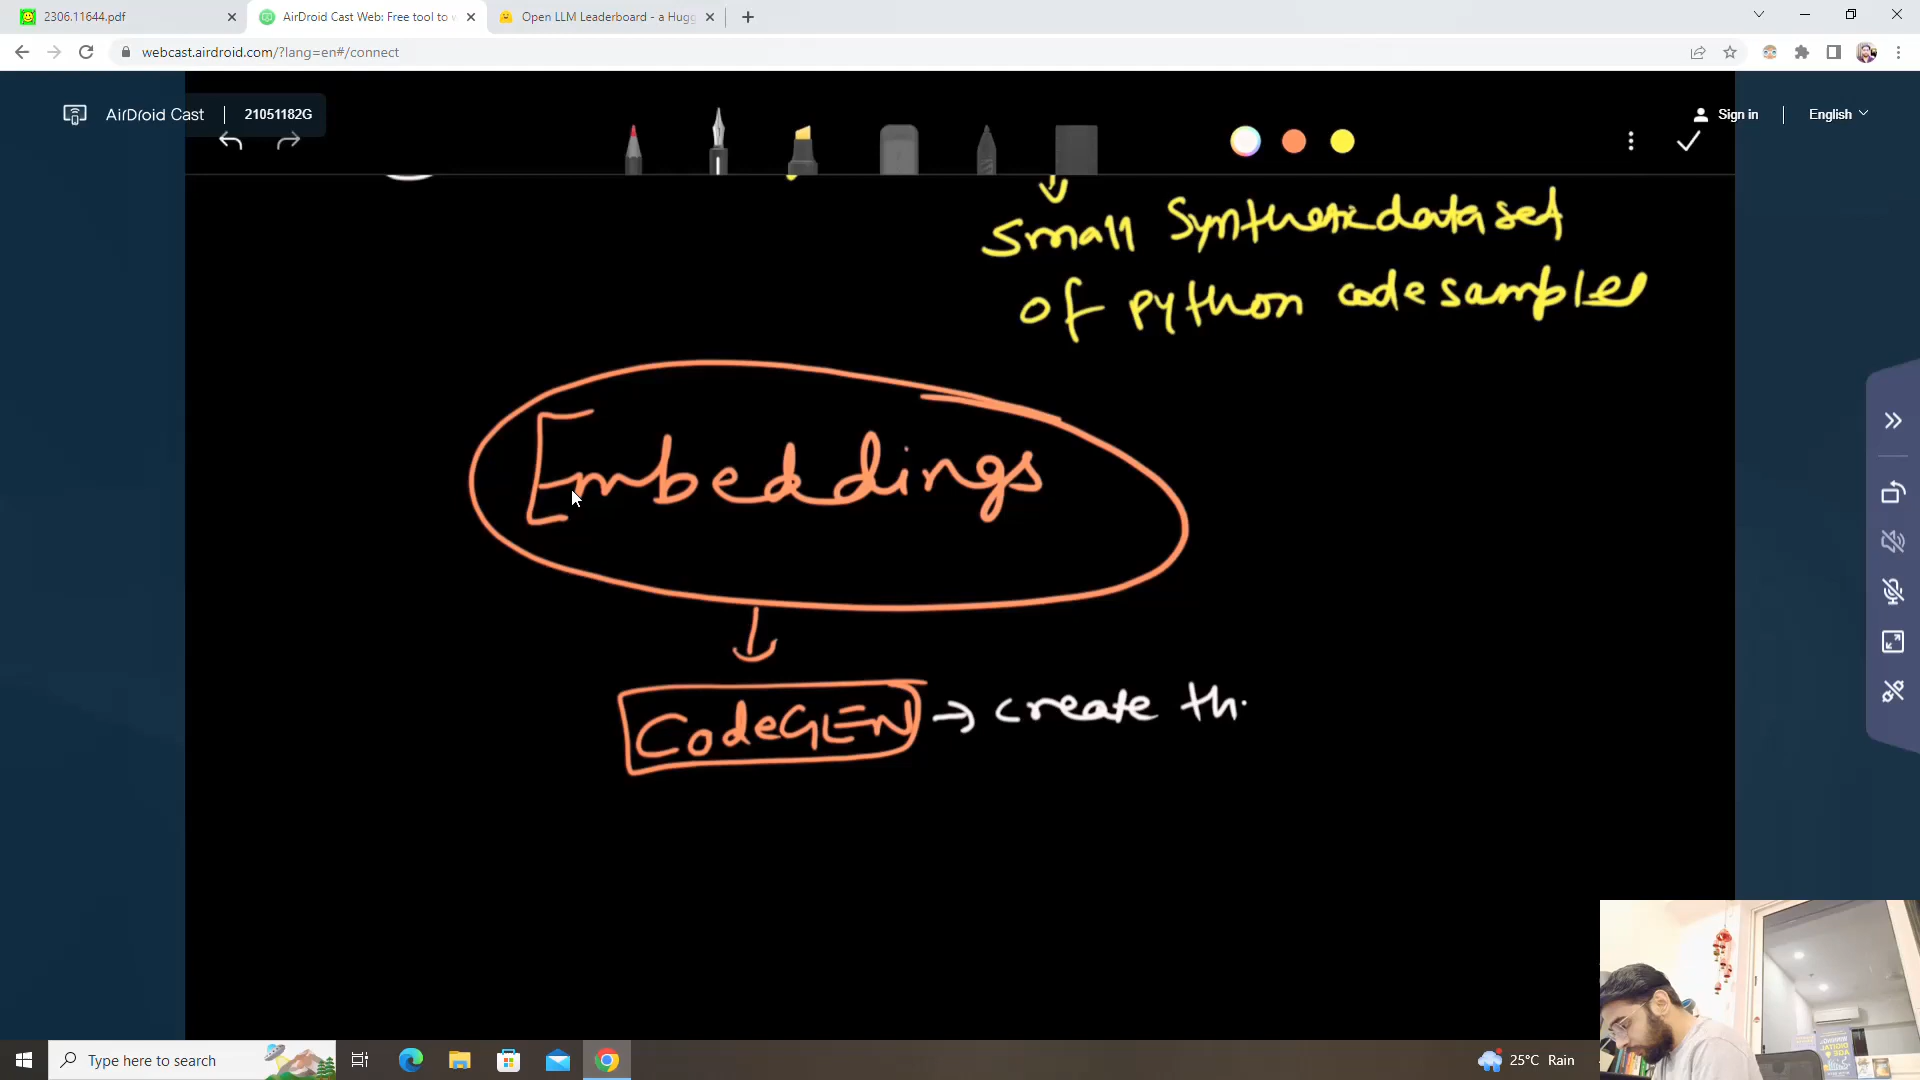 2306.11644.pdf
AirDroid Cast Web: Free tool to w
Open LLM Leaderboard - a Hugg
webcast.airdroid.com/?lang=en#/connect
AirDroid Cast
21051182G
Sign in
English
Small Synthetic dataset
of python code samples
Embeddings
CodeGEN → create th
Type here to search
25°C Rain